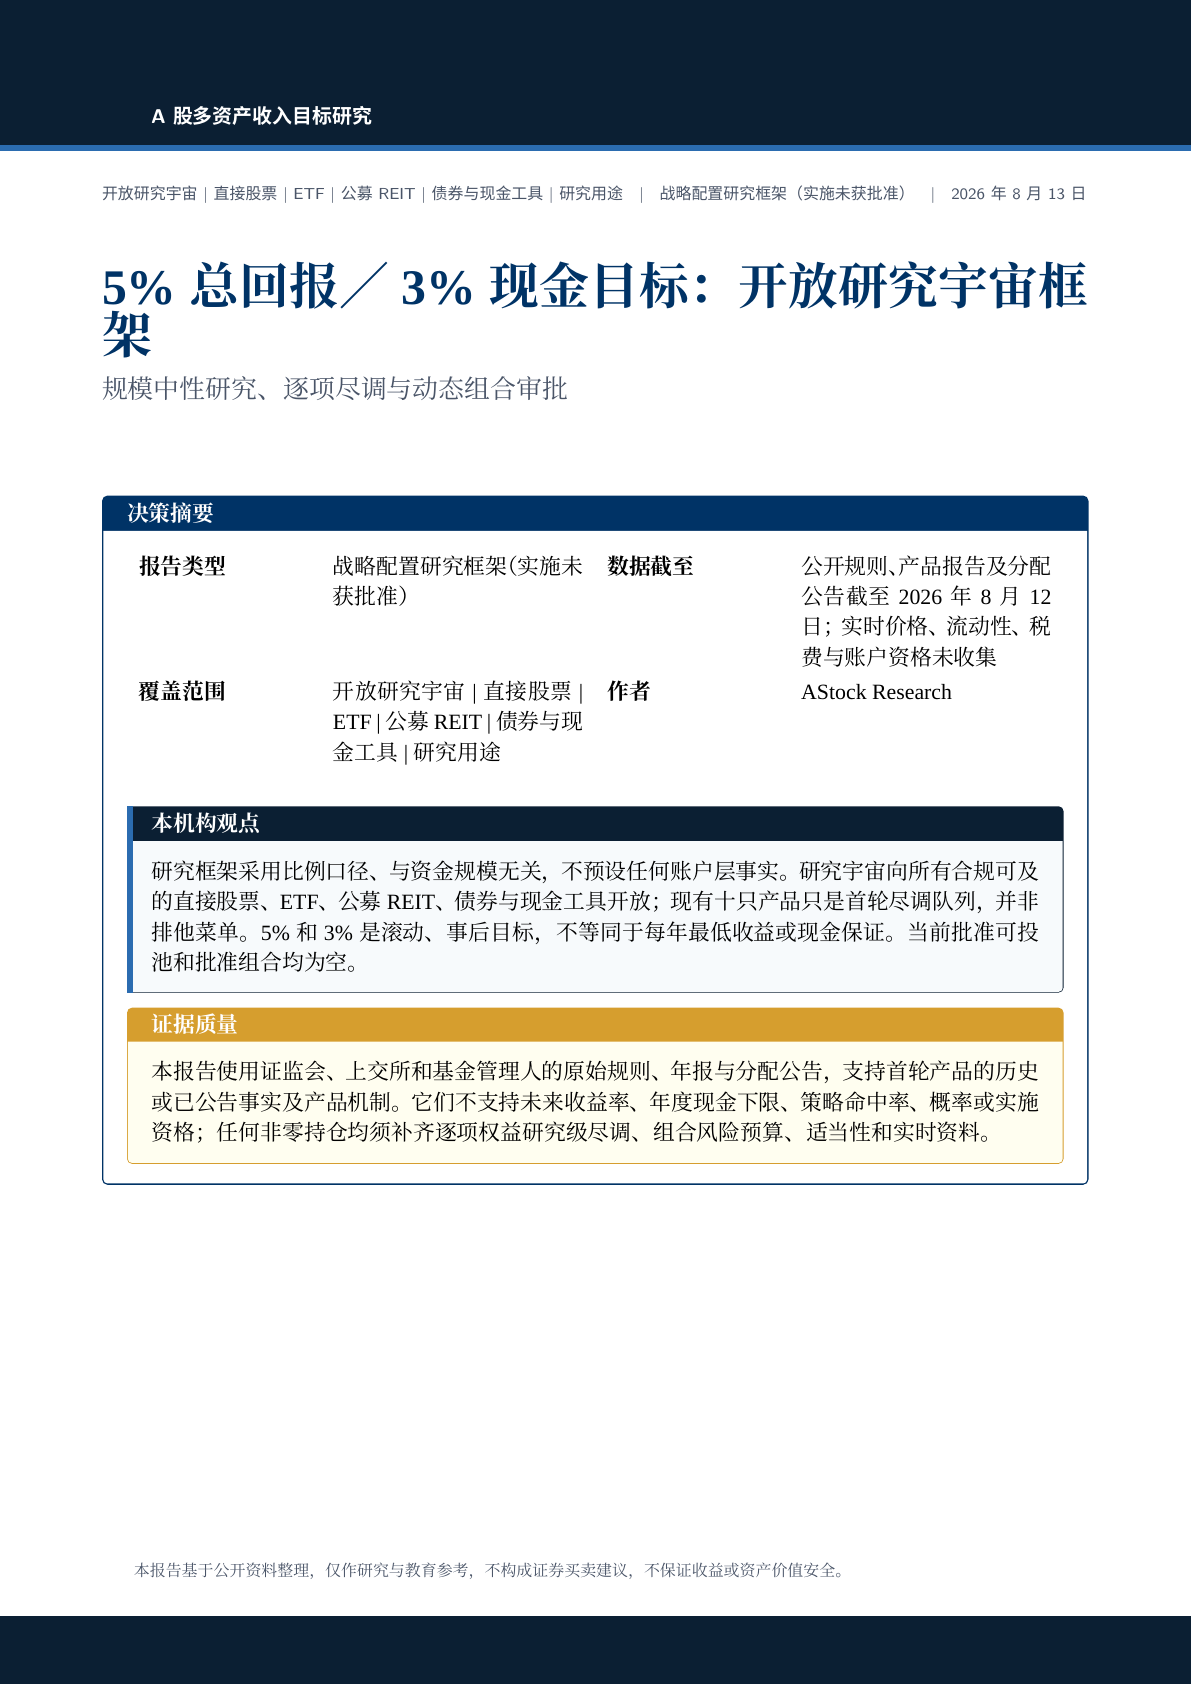 A 股多资产收入目标研究
开放研究宇宙 | 直接股票 | ETF | 公募 REIT | 债券与现金工具 | 研究用途 | 战略配置研究框架（实施未获批准） | 2026 年 8 月 13 日
5% 总回报／ 3% 现金目标：开放研究宇宙框
架
规模中性研究、逐项尽调与动态组合审批
决策摘要
报告类型
战略配置研究框架（实施未
获批准）
数据截至
公开规则、产品报告及分配
公告截至 2026 年 8 月 12
日；实时价格、流动性、税
费与账户资格未收集
覆盖范围
开放研究宇宙 | 直接股票 |
ETF | 公募 REIT | 债券与现
金工具 | 研究用途
作者
AStock Research
本机构观点
研究框架采用比例口径、与资金规模无关，不预设任何账户层事实。研究宇宙向所有合规可及
的直接股票、ETF、公募 REIT、债券与现金工具开放；现有十只产品只是首轮尽调队列，并非
排他菜单。5% 和 3% 是滚动、事后目标，不等同于每年最低收益或现金保证。当前批准可投
池和批准组合均为空。
证据质量
本报告使用证监会、上交所和基金管理人的原始规则、年报与分配公告，支持首轮产品的历史
或已公告事实及产品机制。它们不支持未来收益率、年度现金下限、策略命中率、概率或实施
资格；任何非零持仓均须补齐逐项权益研究级尽调、组合风险预算、适当性和实时资料。
本报告基于公开资料整理，仅作研究与教育参考，不构成证券买卖建议，不保证收益或资产价值安全。